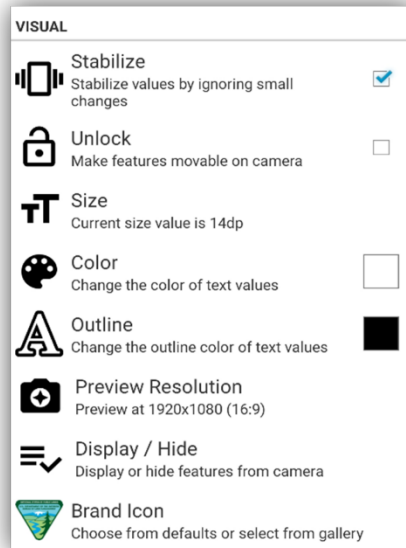 VISUAL
Stabilize
Stabilize values by ignoring small
changes
Unlock
Make features movable on camera
Size
Current size value is 14dp
Color
Change the color of text values
Outline
Change the outline color of text values
Preview Resolution
Preview at 1920x1080 (16:9)
Display / Hide
Display or hide features from camera
Brand Icon
Choose from defaults or select from gallery